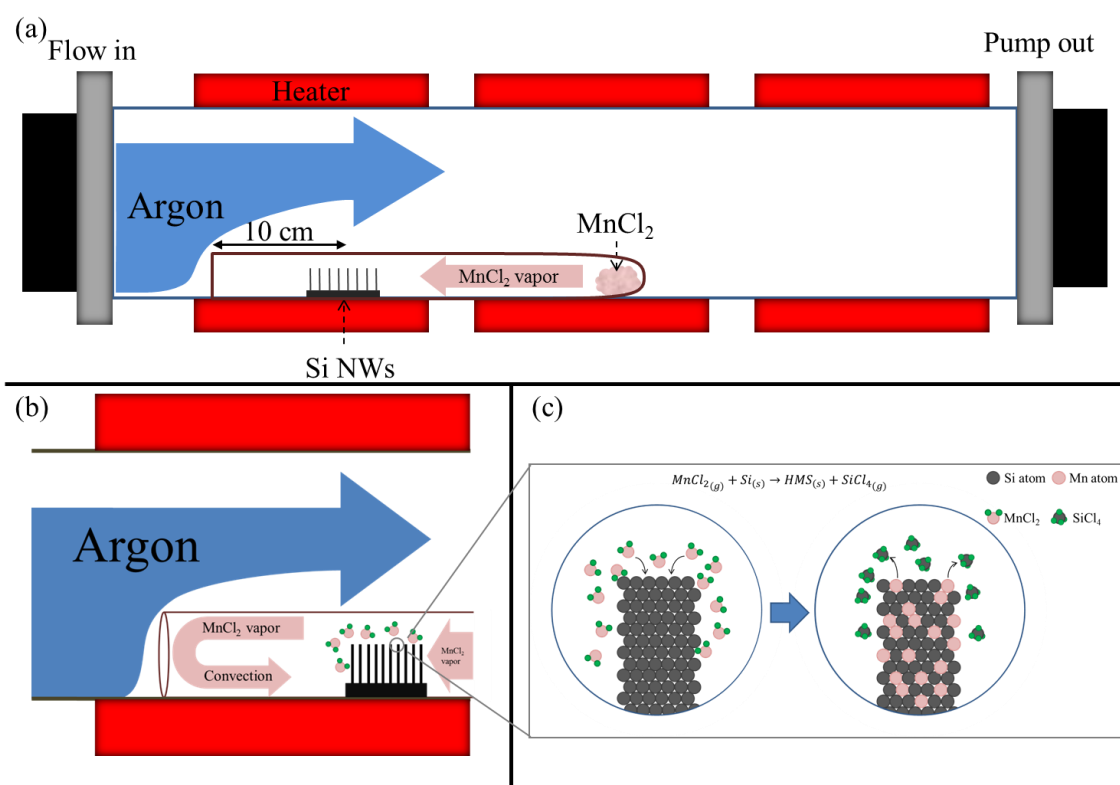 (a)
Flow in
Pump out
Heater
Argon
10 cm
MnCl₂
MnCl₂ vapor
Si NWs
(b)
Argon
MnCl₂ vapor
Convection
MnCl₂
vapor
(c)
MnCl₂₍g₎ + Si₍s₎ → HMS₍s₎ + SiCl₄₍g₎
Si atom
Mn atom
MnCl₂
SiCl₄